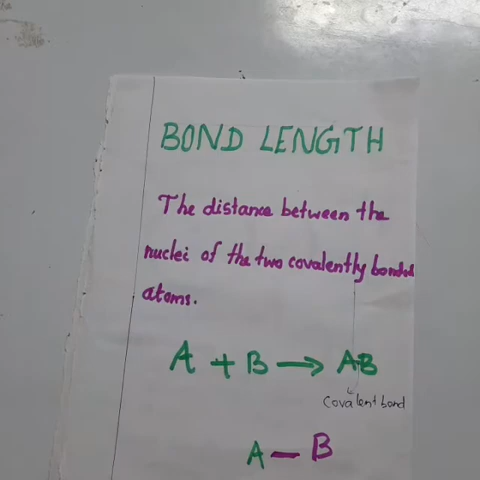 BOND LENGTH
The distance between the
nuclei of the two covalently bonded
atoms.
A + B → AB
Covalent bond
A — B